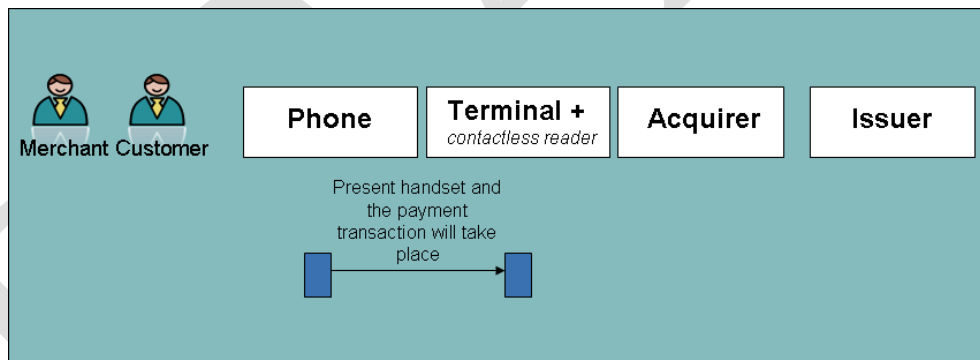 Merchant Customer
Phone
Terminal +
contactless reader
Acquirer
Issuer
Present handset and
the payment
transaction will take
place